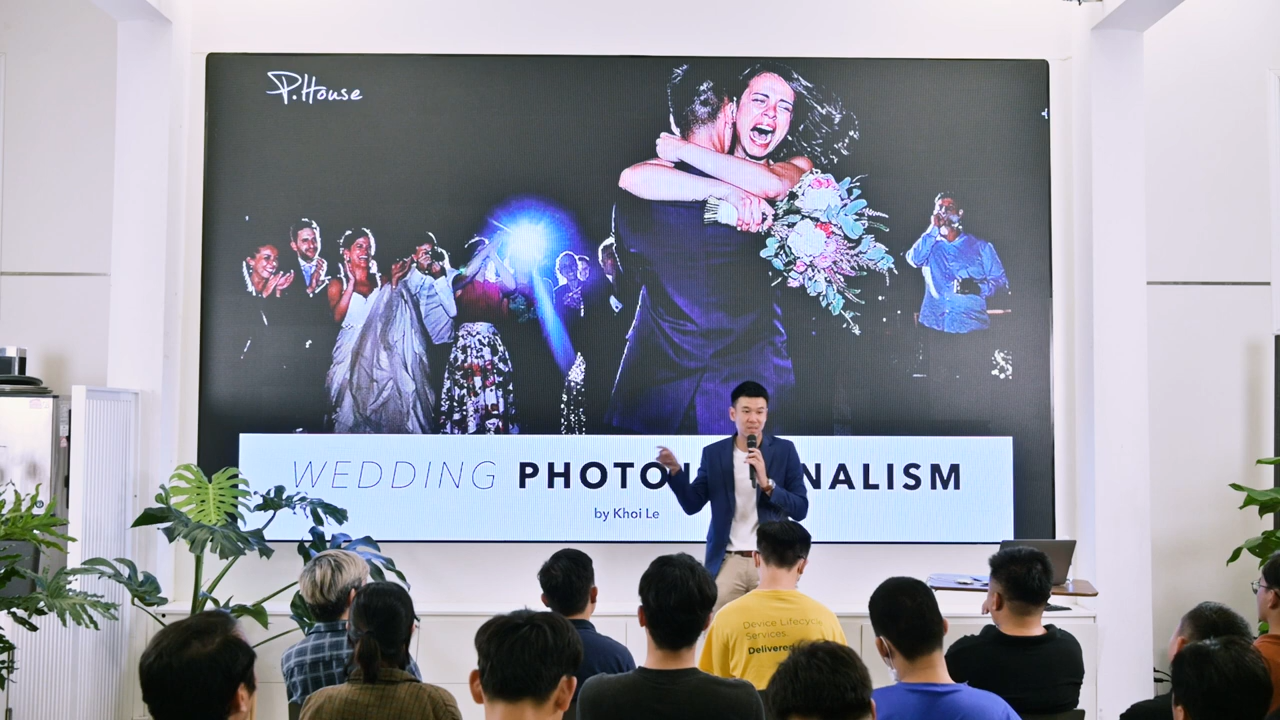 P.House
WEDDING PHOTO NALISM
by Khoi Le
Device Lifecycle
Services.
Delivered